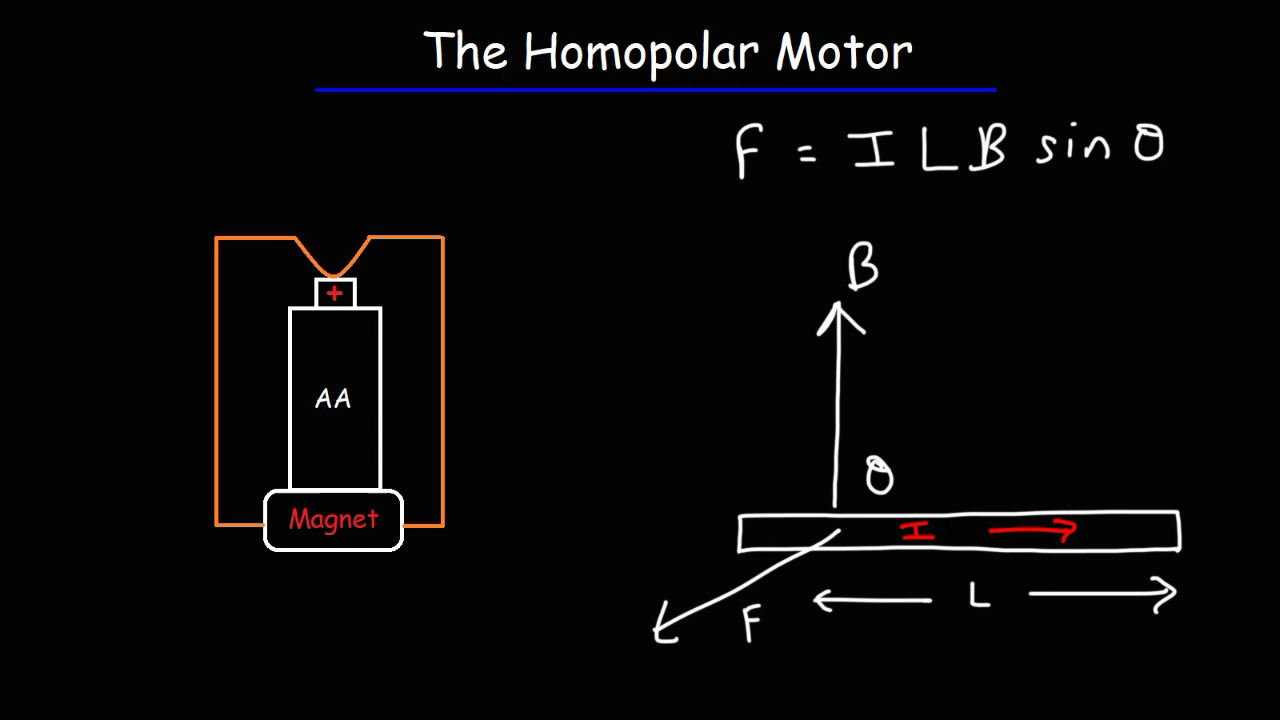 The Homopolar Motor
F = I L B sin θ
B
+
AA
θ
Magnet
I
L
F